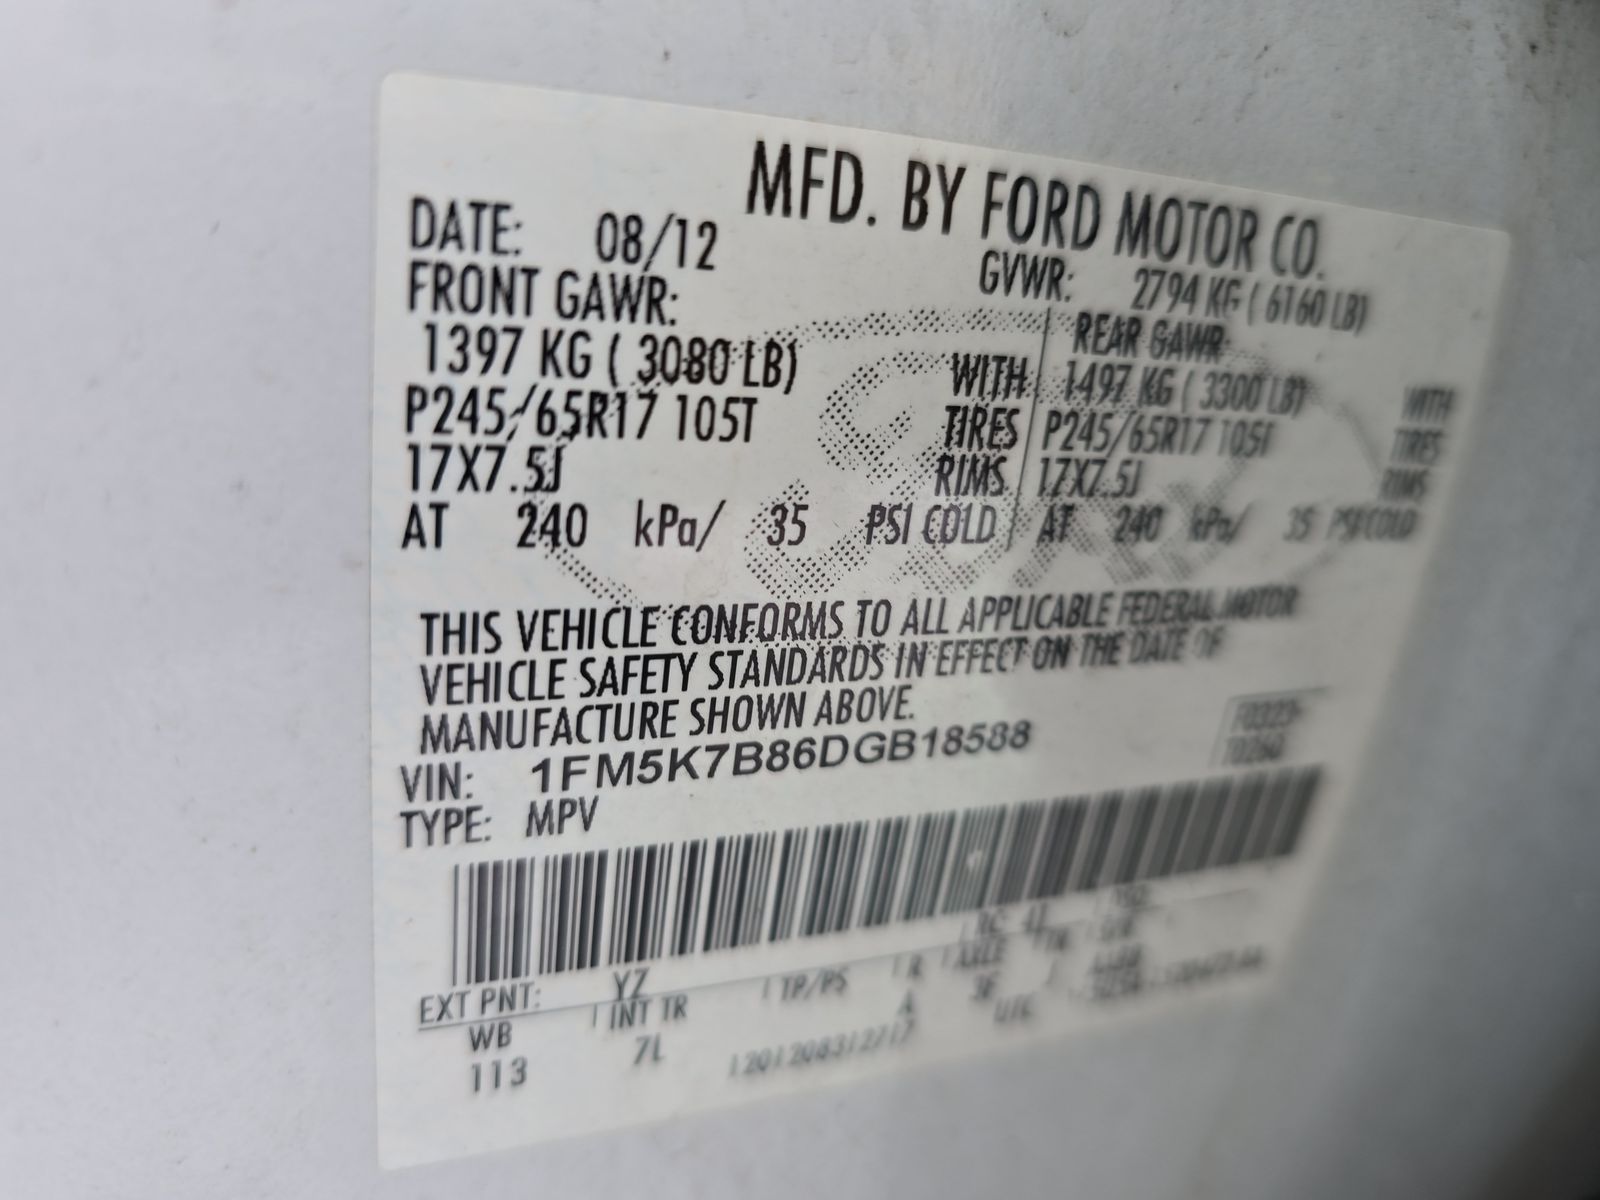 MFD. BY FORD MOTOR CO.
DATE: 08/12 GVWR: 2794 KG ( 6160 LB)
FRONT GAWR: REAR GAWR:
1397 KG ( 3080 LB) WITH 1497 KG ( 3300 LB) WITH
P245/65R17 105T TIRES P245/65R17 105T TIRES
17X7.5J RIMS 17X7.5J RIMS
AT 240 kPa/ 35 PSI COLD AT 240 kPa/ 35 PSI COLD
THIS VEHICLE CONFORMS TO ALL APPLICABLE FEDERAL MOTOR
VEHICLE SAFETY STANDARDS IN EFFECT ON THE DATE OF
MANUFACTURE SHOWN ABOVE.
VIN: 1FM5K7B86DGB18588
TYPE: MPV
EXT PNT: YZ RC: 42
WB INT TR TP/PS R AXLE TR
113 7L A